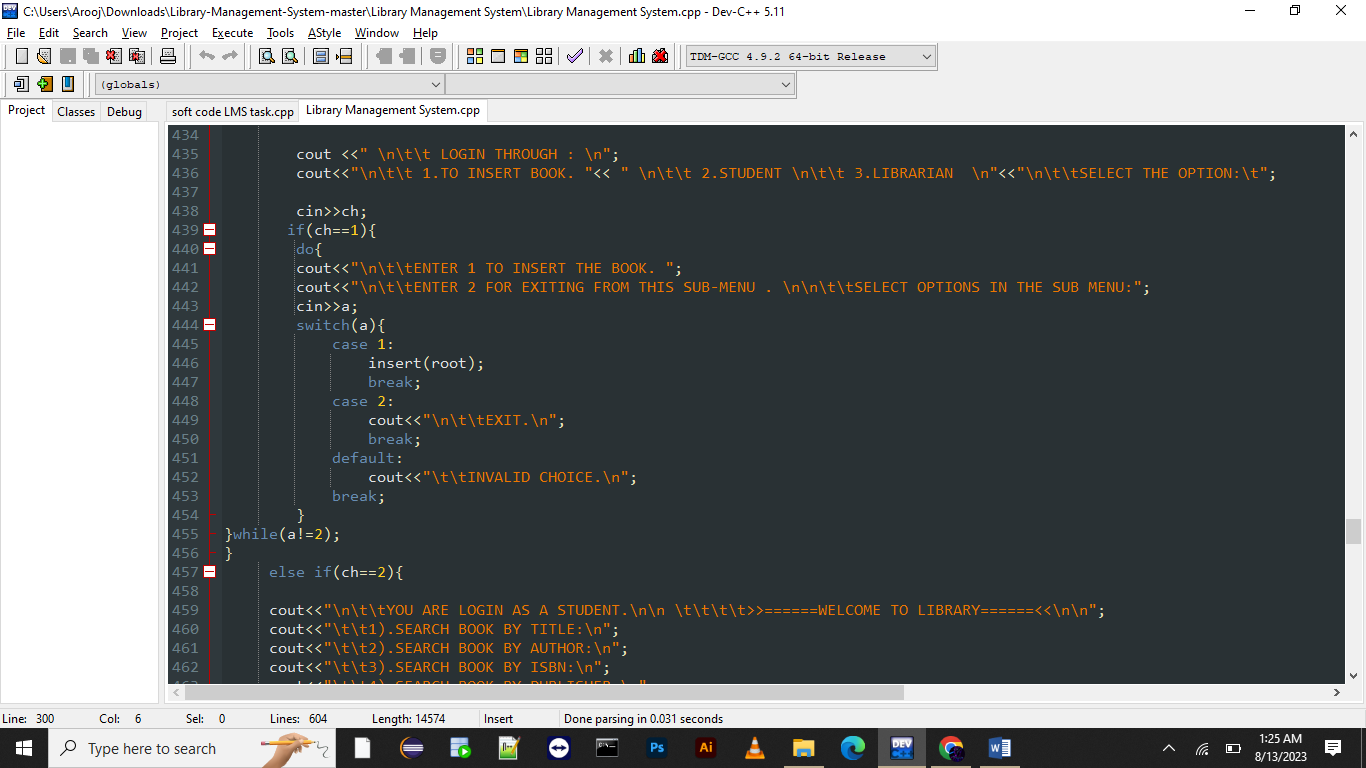 C:\Users\Arooj\Downloads\Library-Management-System-master\Library Management System\Library Management System.cpp - Dev-C++ 5.11
File Edit Search View Project Execute Tools AStyle Window Help
TDM-GCC 4.9.2 64-bit Release
(globals)
Project Classes Debug soft code LMS task.cpp Library Management System.cpp
434
435 cout <<" \n\t\t LOGIN THROUGH : \n";
436 cout<<"\n\t\t 1.TO INSERT BOOK. "<< " \n\t\t 2.STUDENT \n\t\t 3.LIBRARIAN  \n"<<"\n\t\tSELECT THE OPTION:\t";
437
438 cin>>ch;
439 if(ch==1){
440 do{
441 cout<<"\n\t\tENTER 1 TO INSERT THE BOOK. ";
442 cout<<"\n\t\tENTER 2 FOR EXITING FROM THIS SUB-MENU . \n\n\t\tSELECT OPTIONS IN THE SUB MENU:";
443 cin>>a;
444 switch(a){
445 case 1:
446 insert(root);
447 break;
448 case 2:
449 cout<<"\n\t\tEXIT.\n";
450 break;
451 default:
452 cout<<"\t\tINVALID CHOICE.\n";
453 break;
454 }
455 }while(a!=2);
456 }
457 else if(ch==2){
458
459 cout<<"\n\t\tYOU ARE LOGIN AS A STUDENT.\n\n \t\t\t\t>>======WELCOME TO LIBRARY======<<\n\n";
460 cout<<"\t\t1).SEARCH BOOK BY TITLE:\n";
461 cout<<"\t\t2).SEARCH BOOK BY AUTHOR:\n";
462 cout<<"\t\t3).SEARCH BOOK BY ISBN:\n";
Line: 300 Col: 6 Sel: 0 Lines: 604 Length: 14574 Insert Done parsing in 0.031 seconds
Type here to search
Ps Ai DEV W
1:25 AM
8/13/2023